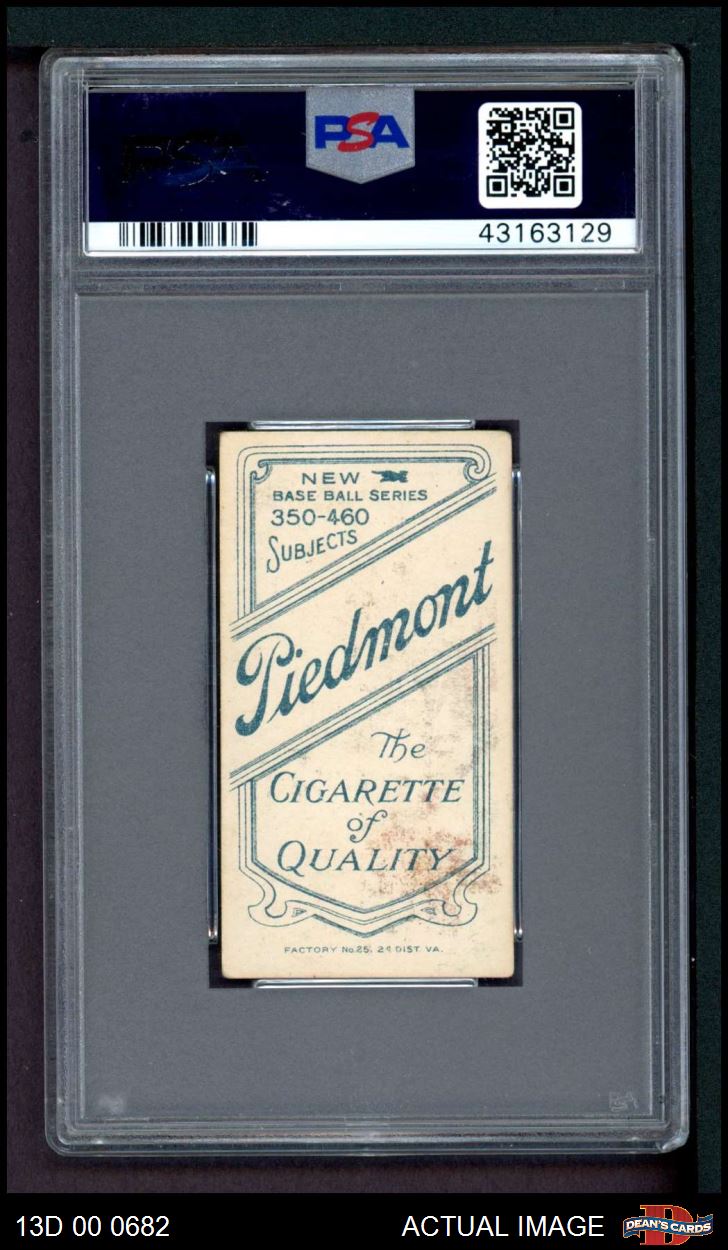 PSA
43163129
NEW
BASE BALL SERIES
350-460
SUBJECTS
Piedmont
The
CIGARETTE
of
QUALITY
FACTORY No. 25, 2D DIST. VA.
13D 00 0682
ACTUAL IMAGE
DEAN'S CARDS